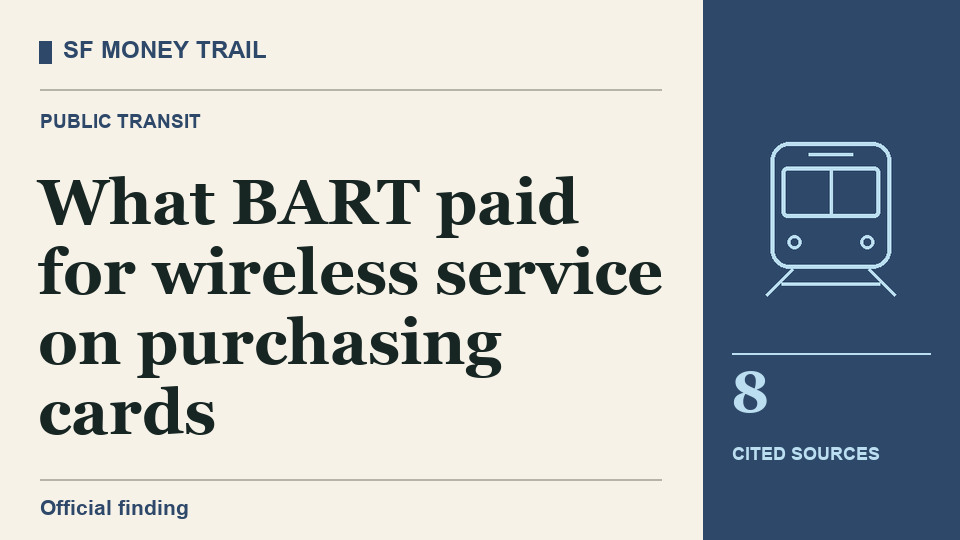 SF MONEY TRAIL
PUBLIC TRANSIT
What BART paid
for wireless service
on purchasing
cards
Official finding
8
CITED SOURCES